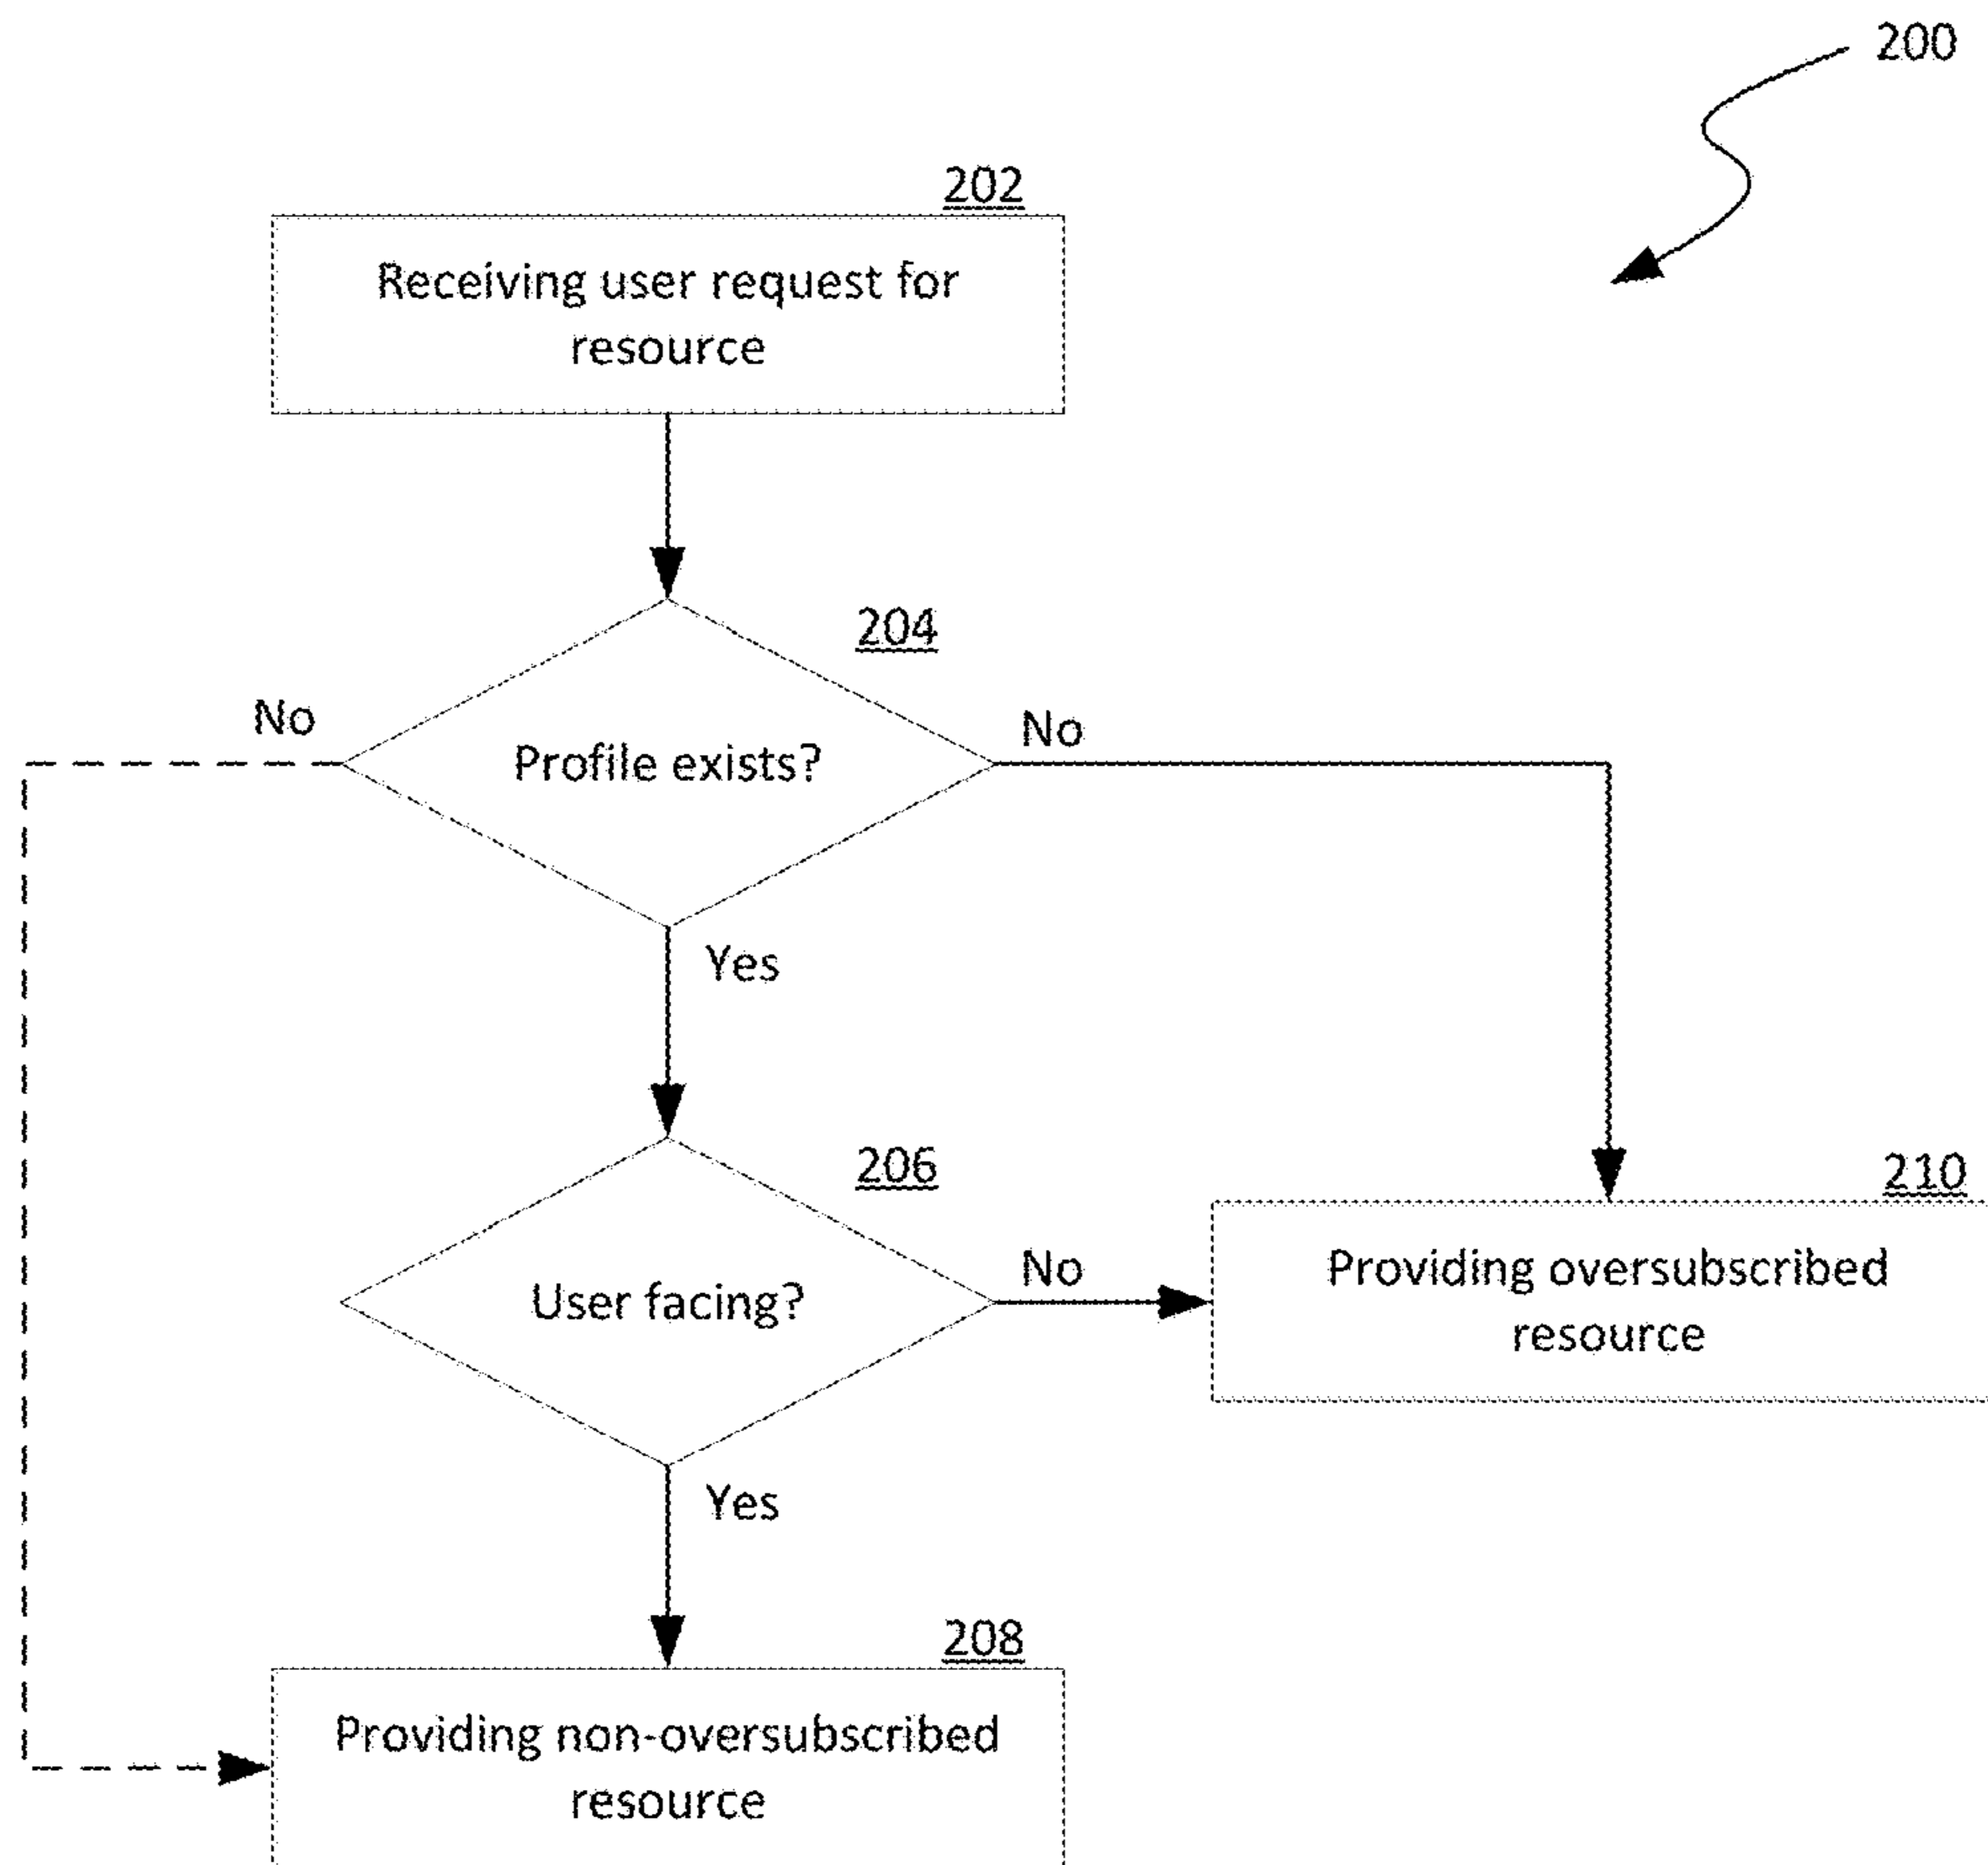 200
202
Receiving user request for
resource
204
No
No
Profile exists?
Yes
206
210
User facing?
No
Providing oversubscribed
resource
Yes
208
Providing non-oversubscribed
resource